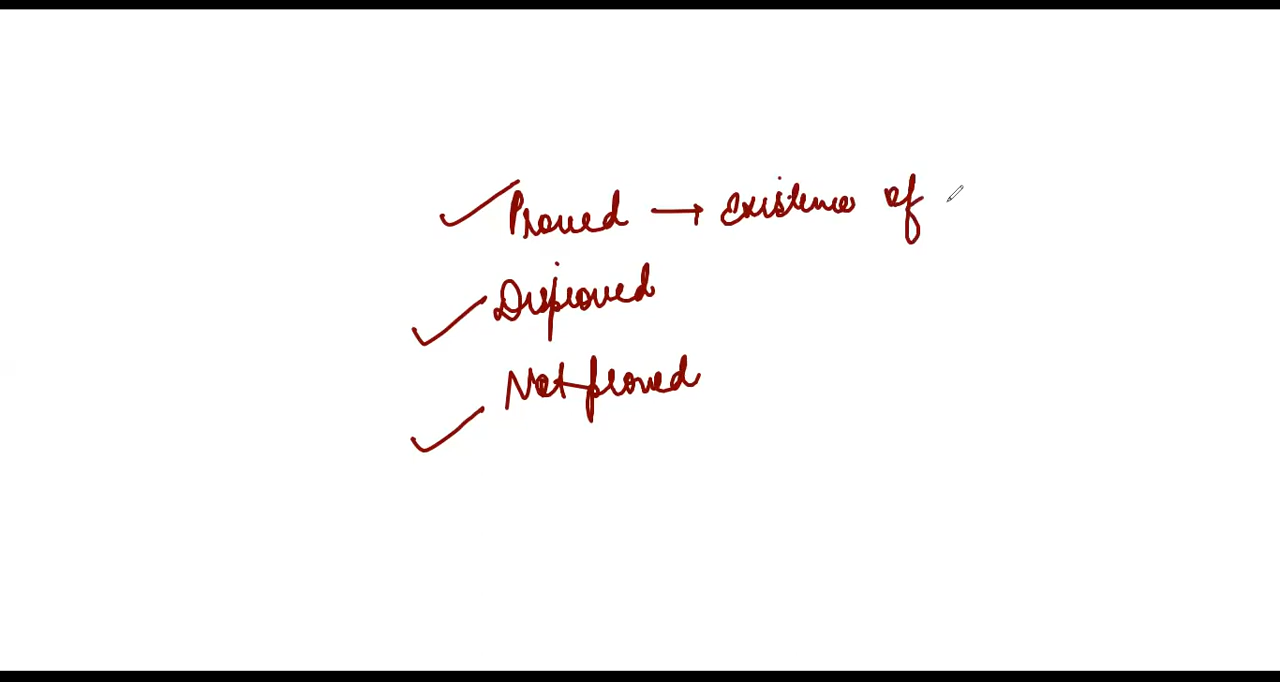 Proved → Existence of
Disproved
Not proved